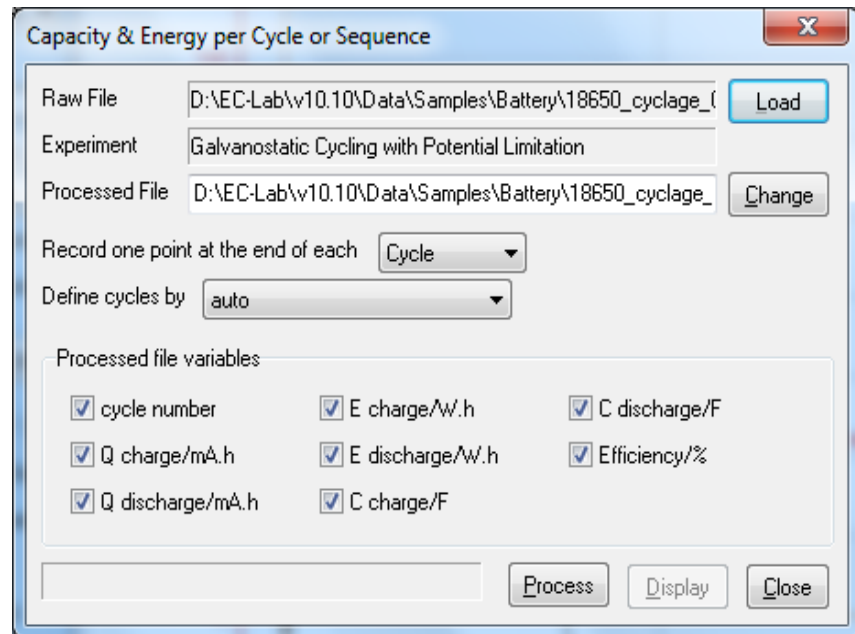 Capacity & Energy per Cycle or Sequence
Raw File D:\EC-Lab\v10.10\Data\Samples\Battery\18650_cyclage_ Load
Experiment Galvanostatic Cycling with Potential Limitation
Processed File D:\EC-Lab\v10.10\Data\Samples\Battery\18650_cyclage_ Change
Record one point at the end of each Cycle
Define cycles by auto
Processed file variables
cycle number E charge/W.h C discharge/F
Q charge/mA.h E discharge/W.h Efficiency/%
Q discharge/mA.h C charge/F
Process Display Close